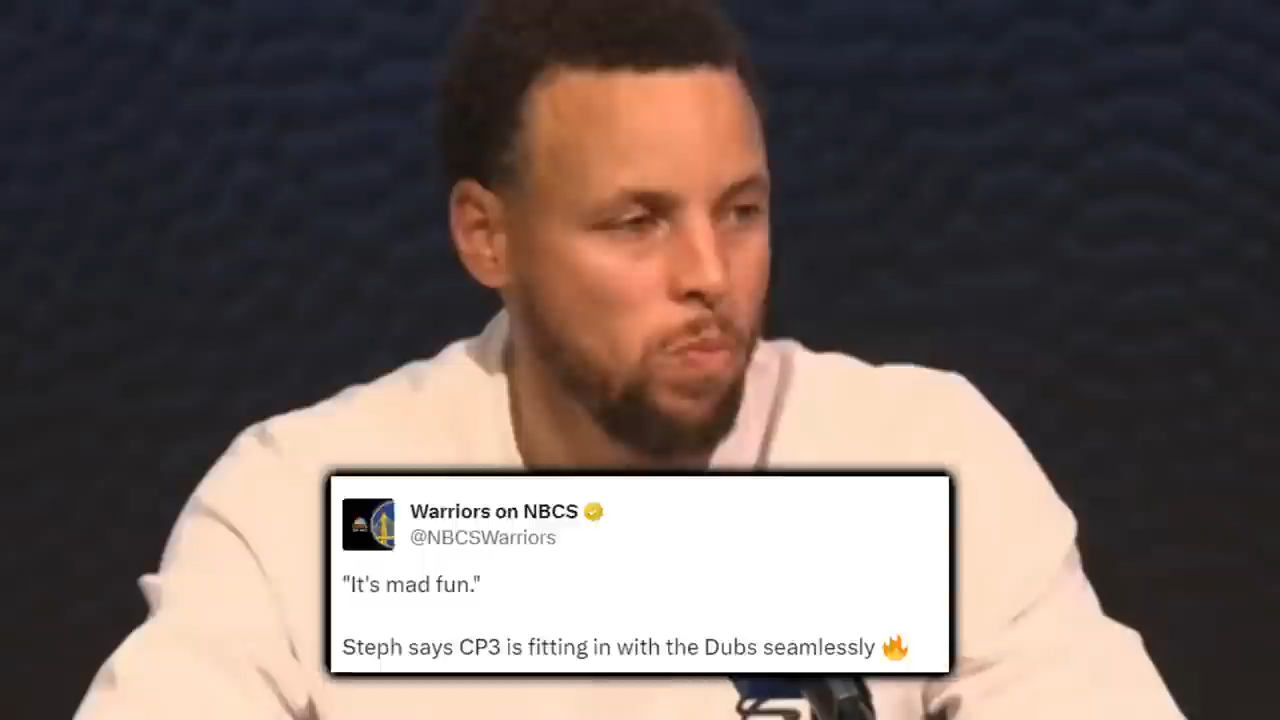 Warriors on NBCS
@NBCSWarriors
"It's mad fun."
Steph says CP3 is fitting in with the Dubs seamlessly 🔥